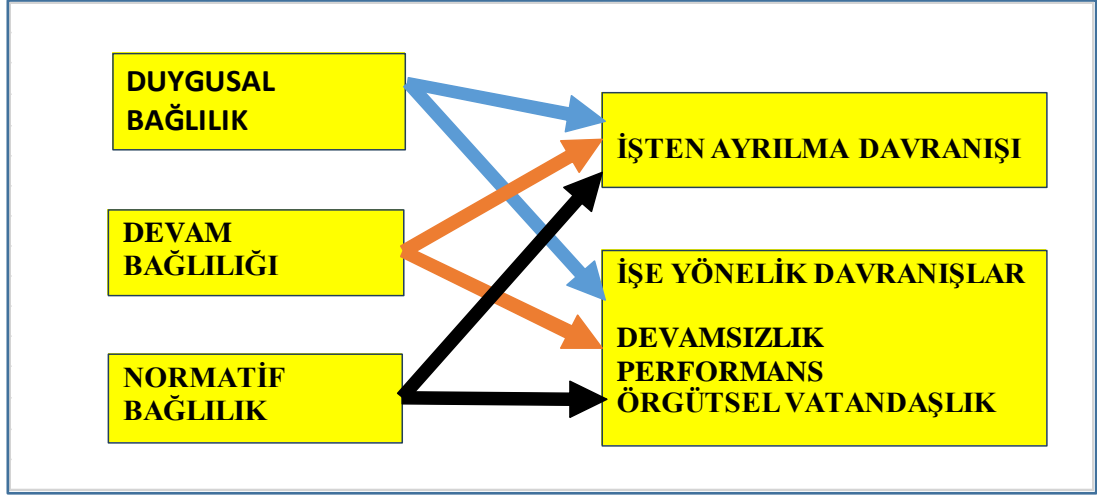 DUYGUSAL
BAĞLILIK
İŞTEN AYRILMA DAVRANIŞI
DEVAM
BAĞLILIĞI
İŞE YÖNELİK DAVRANIŞLAR
DEVAMSIZLIK
PERFORMANS
ÖRGÜTSEL VATANDAŞLIK
NORMATİF
BAĞLILIK